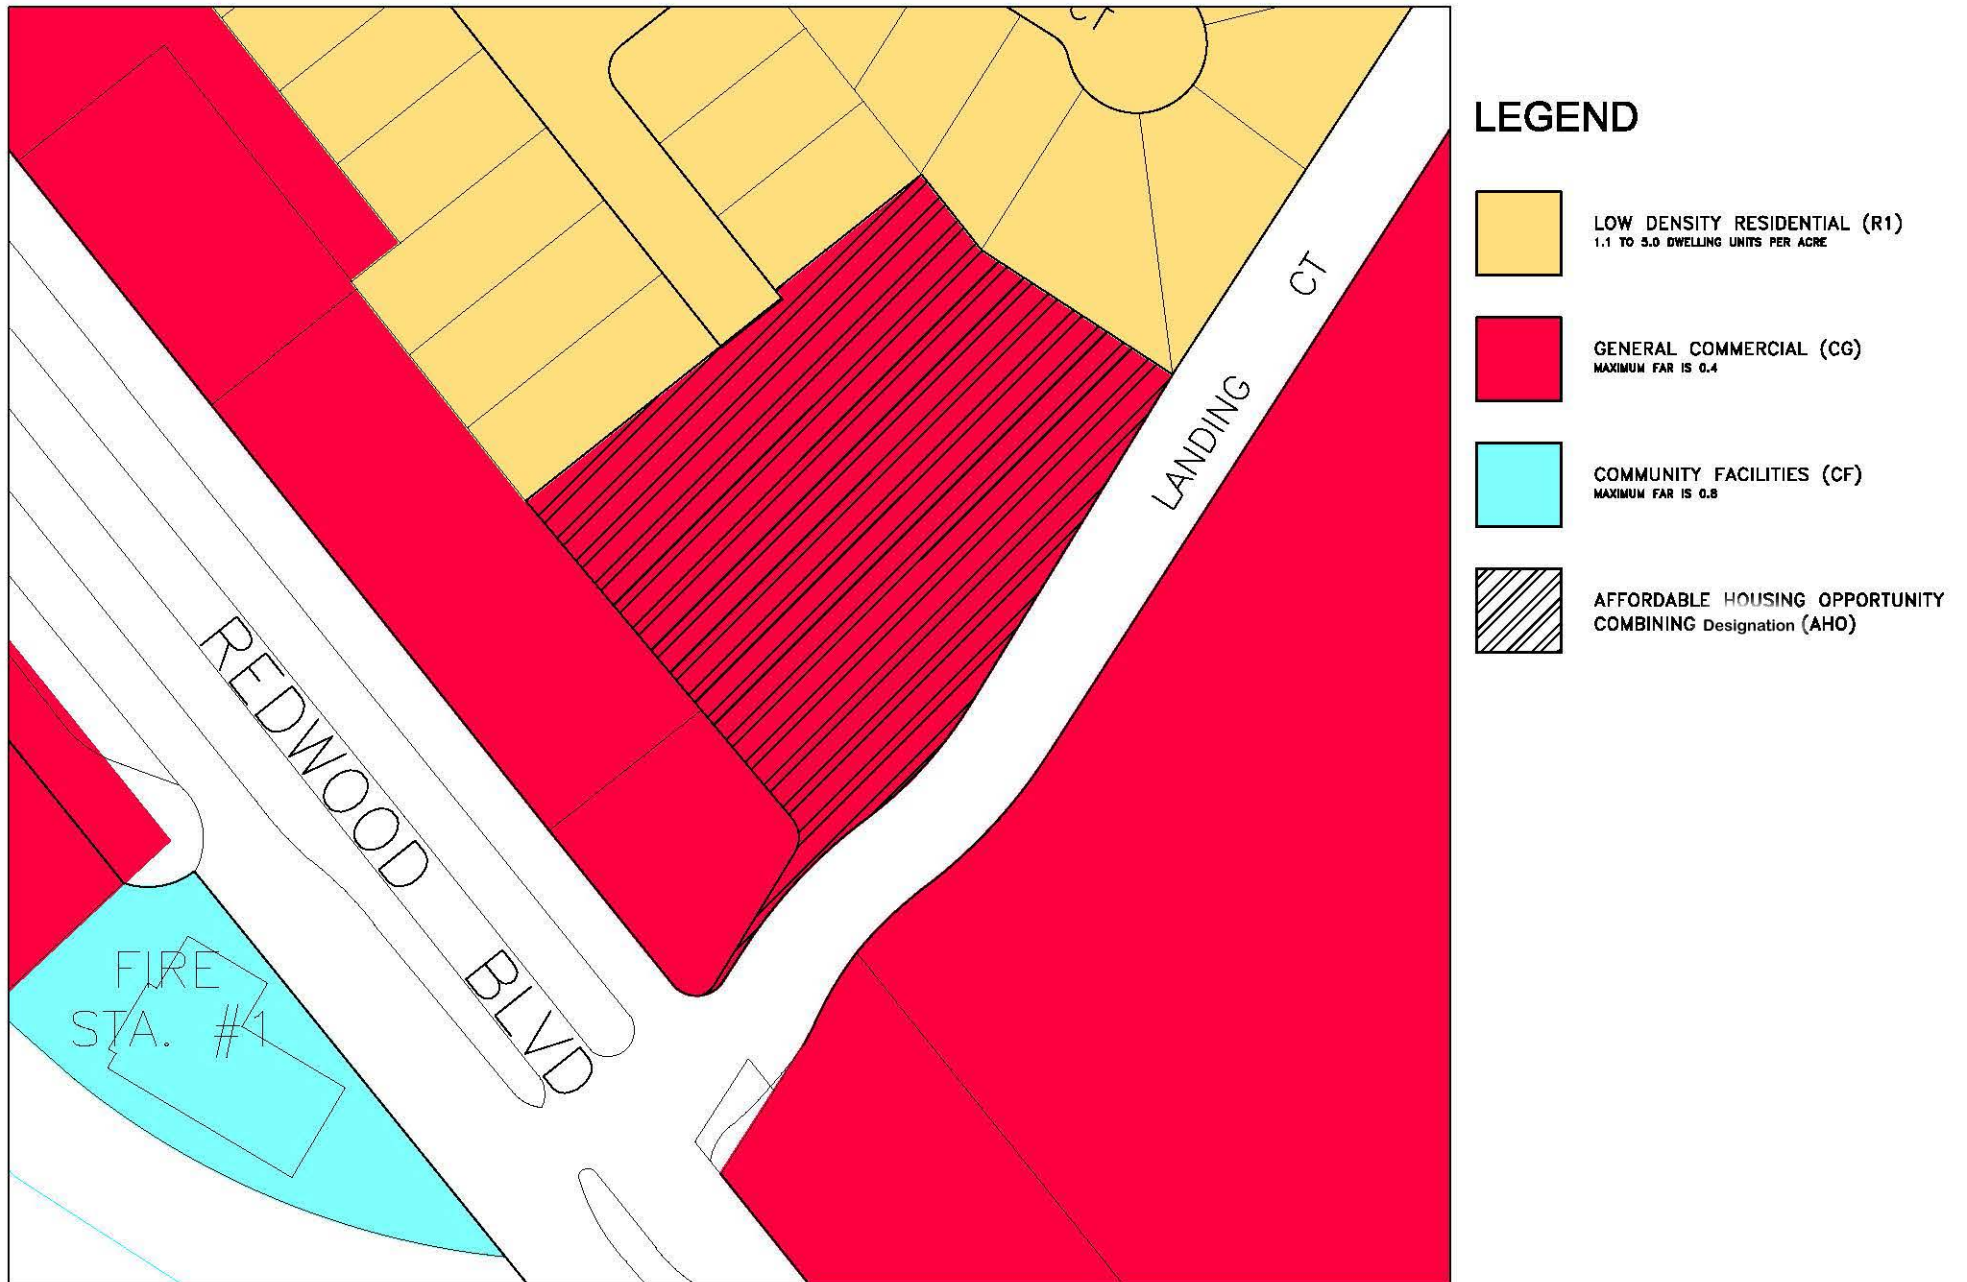 CT
LEGEND
LOW DENSITY RESIDENTIAL (R1)
1.1 TO 5.0 DWELLING UNITS PER ACRE
GENERAL COMMERCIAL (CG)
MAXIMUM FAR IS 0.4
COMMUNITY FACILITIES (CF)
MAXIMUM FAR IS 0.8
AFFORDABLE HOUSING OPPORTUNITY
COMBINING Designation (AHO)
LANDING CT
REDWOOD BLVD
FIRE
STA. #1